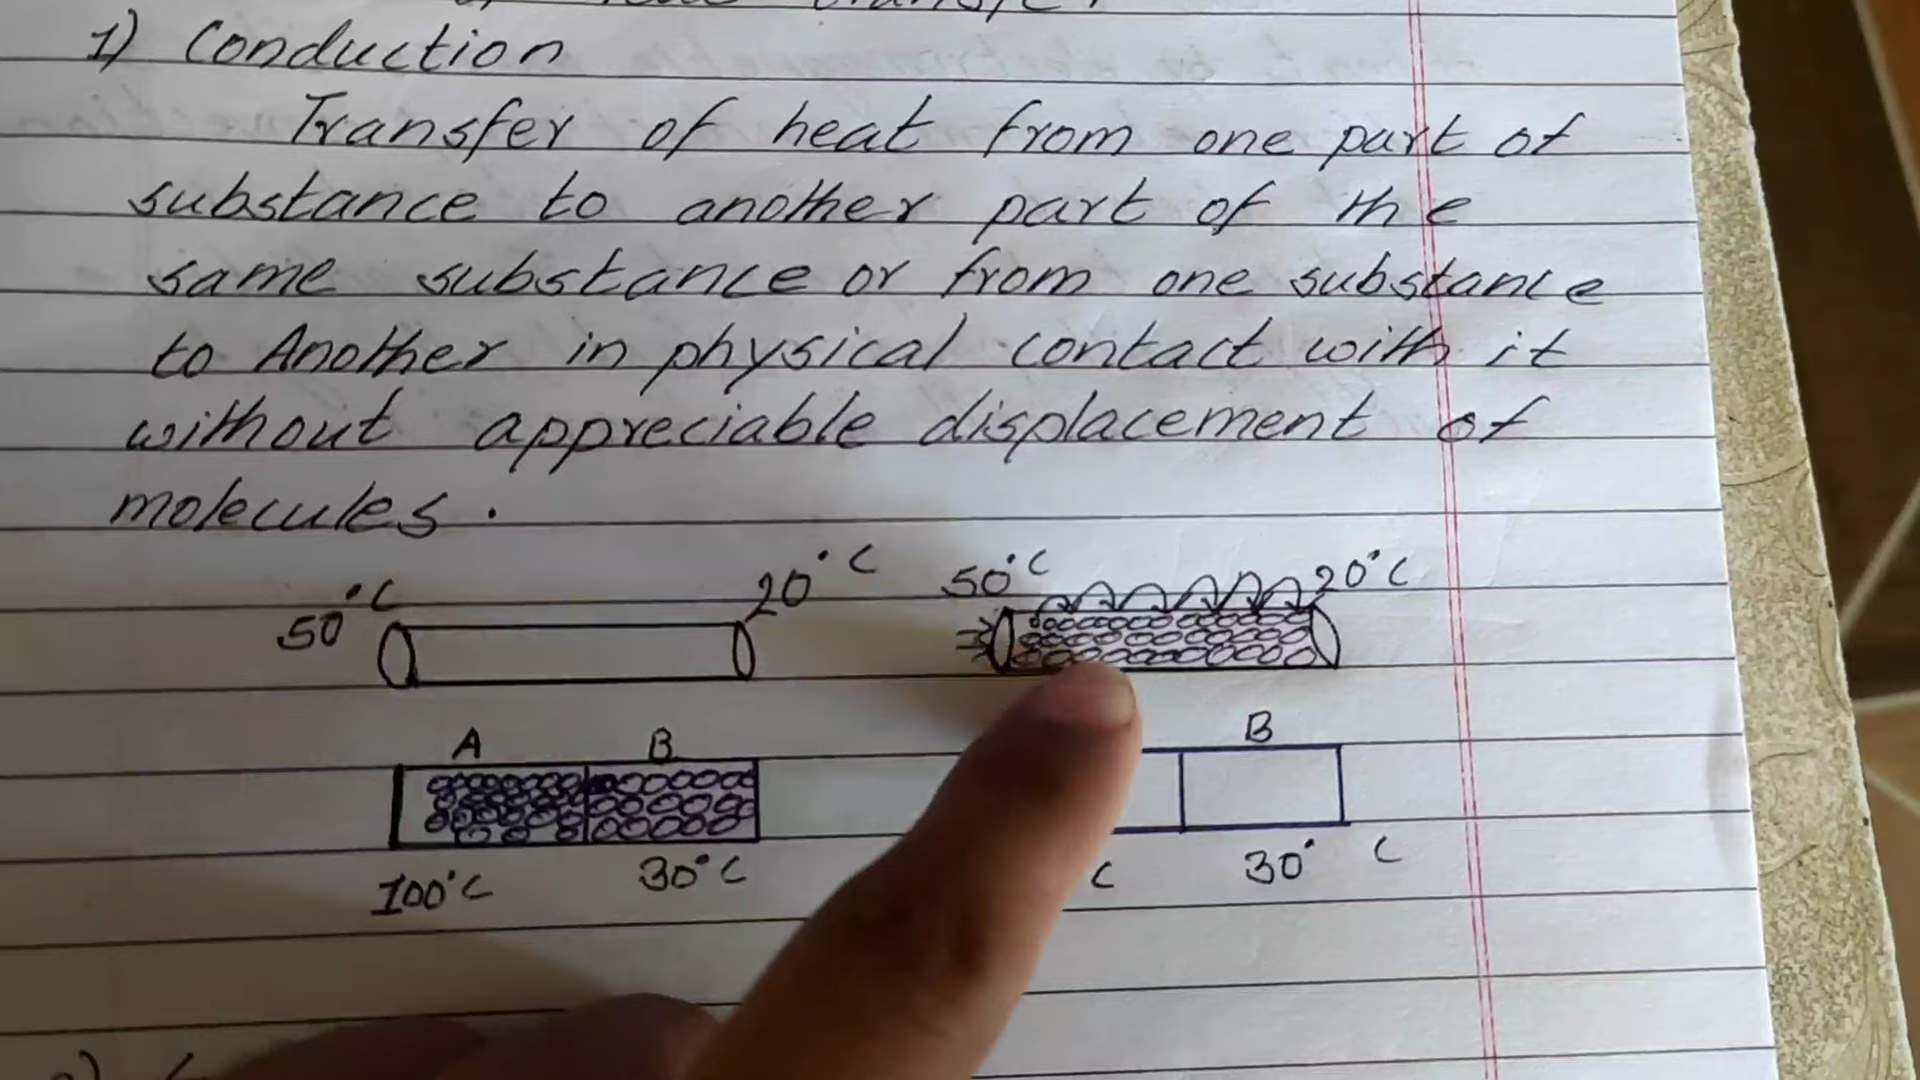 1) Conduction
Transfer of heat from one part of
substance to another part of the
same substance or from one substance
to Another in physical contact with it
without appreciable displacement of
molecules.
50°C 20°C 50°C 20°C
A B B
100°C 30°C C 30° C